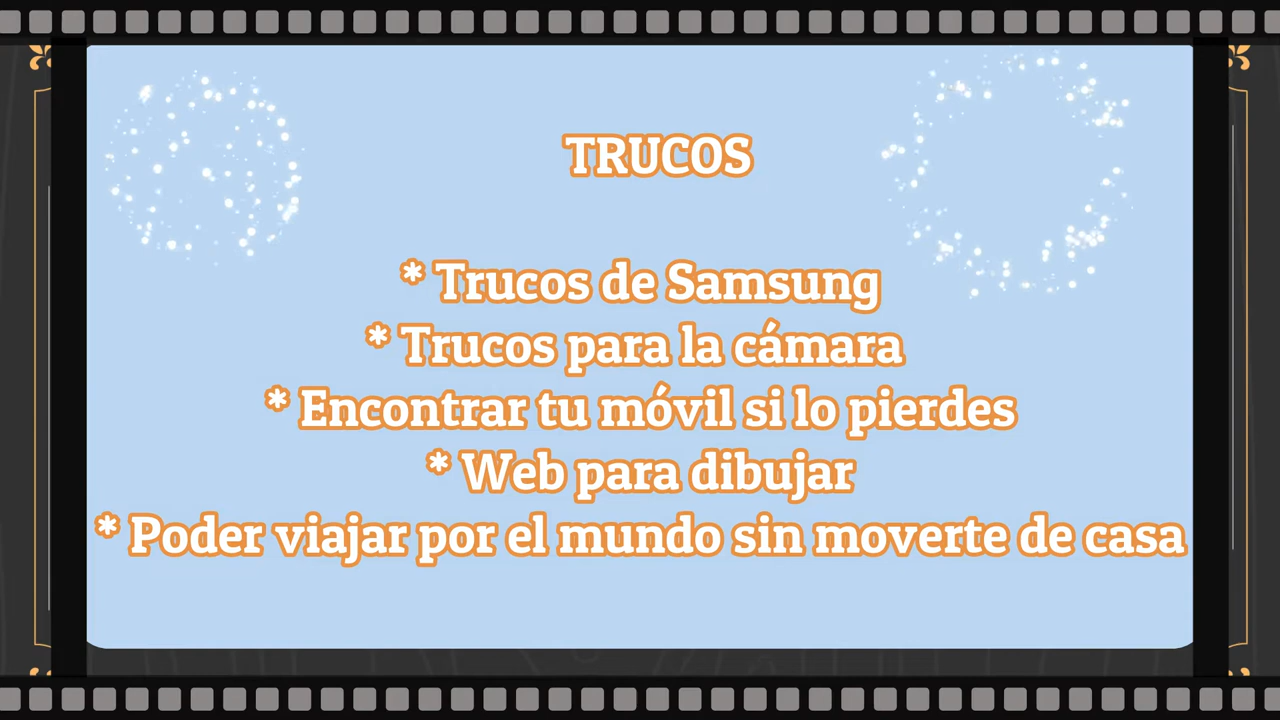 TRUCOS
* Trucos de Samsung
* Trucos para la cámara
* Encontrar tu móvil si lo pierdes
* Web para dibujar
* Poder viajar por el mundo sin moverte de casa